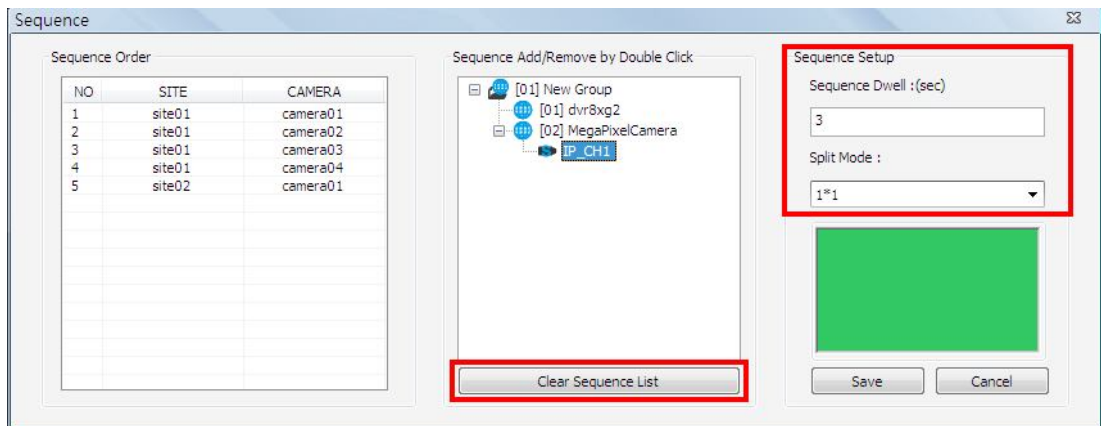 Sequence
Sequence Order
NO SITE CAMERA
1 site01 camera01
2 site01 camera02
3 site01 camera03
4 site01 camera04
5 site02 camera01
Sequence Add/Remove by Double Click
[01] New Group
[01] dvr8xg2
[02] MegaPixelCamera
IP_CH1
Clear Sequence List
Sequence Setup
Sequence Dwell :(sec)
3
Split Mode :
1*1
Save Cancel